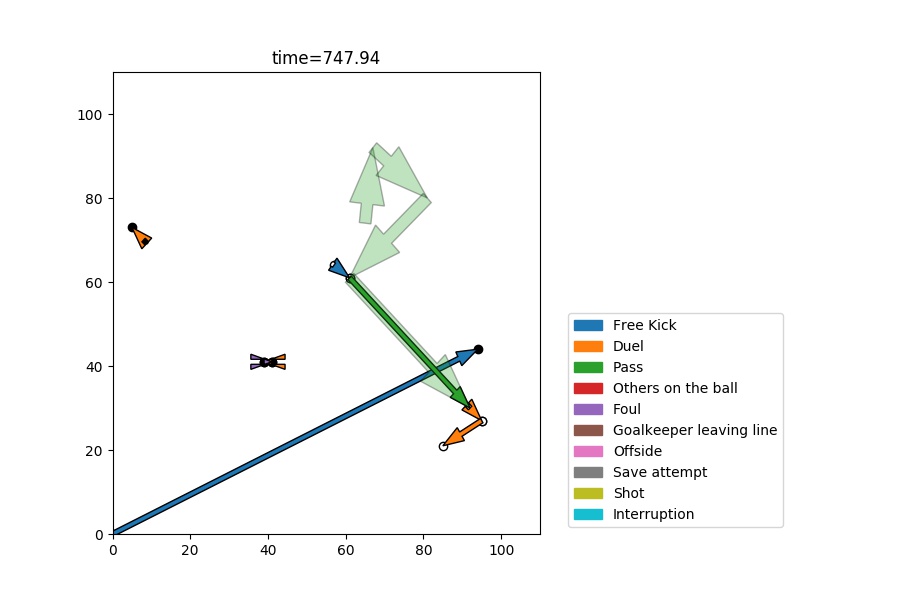 time=747.94
100
80
60
40
20
0
0
20
40
60
80
100
Free Kick
Duel
Pass
Others on the ball
Foul
Goalkeeper leaving line
Offside
Save attempt
Shot
Interruption